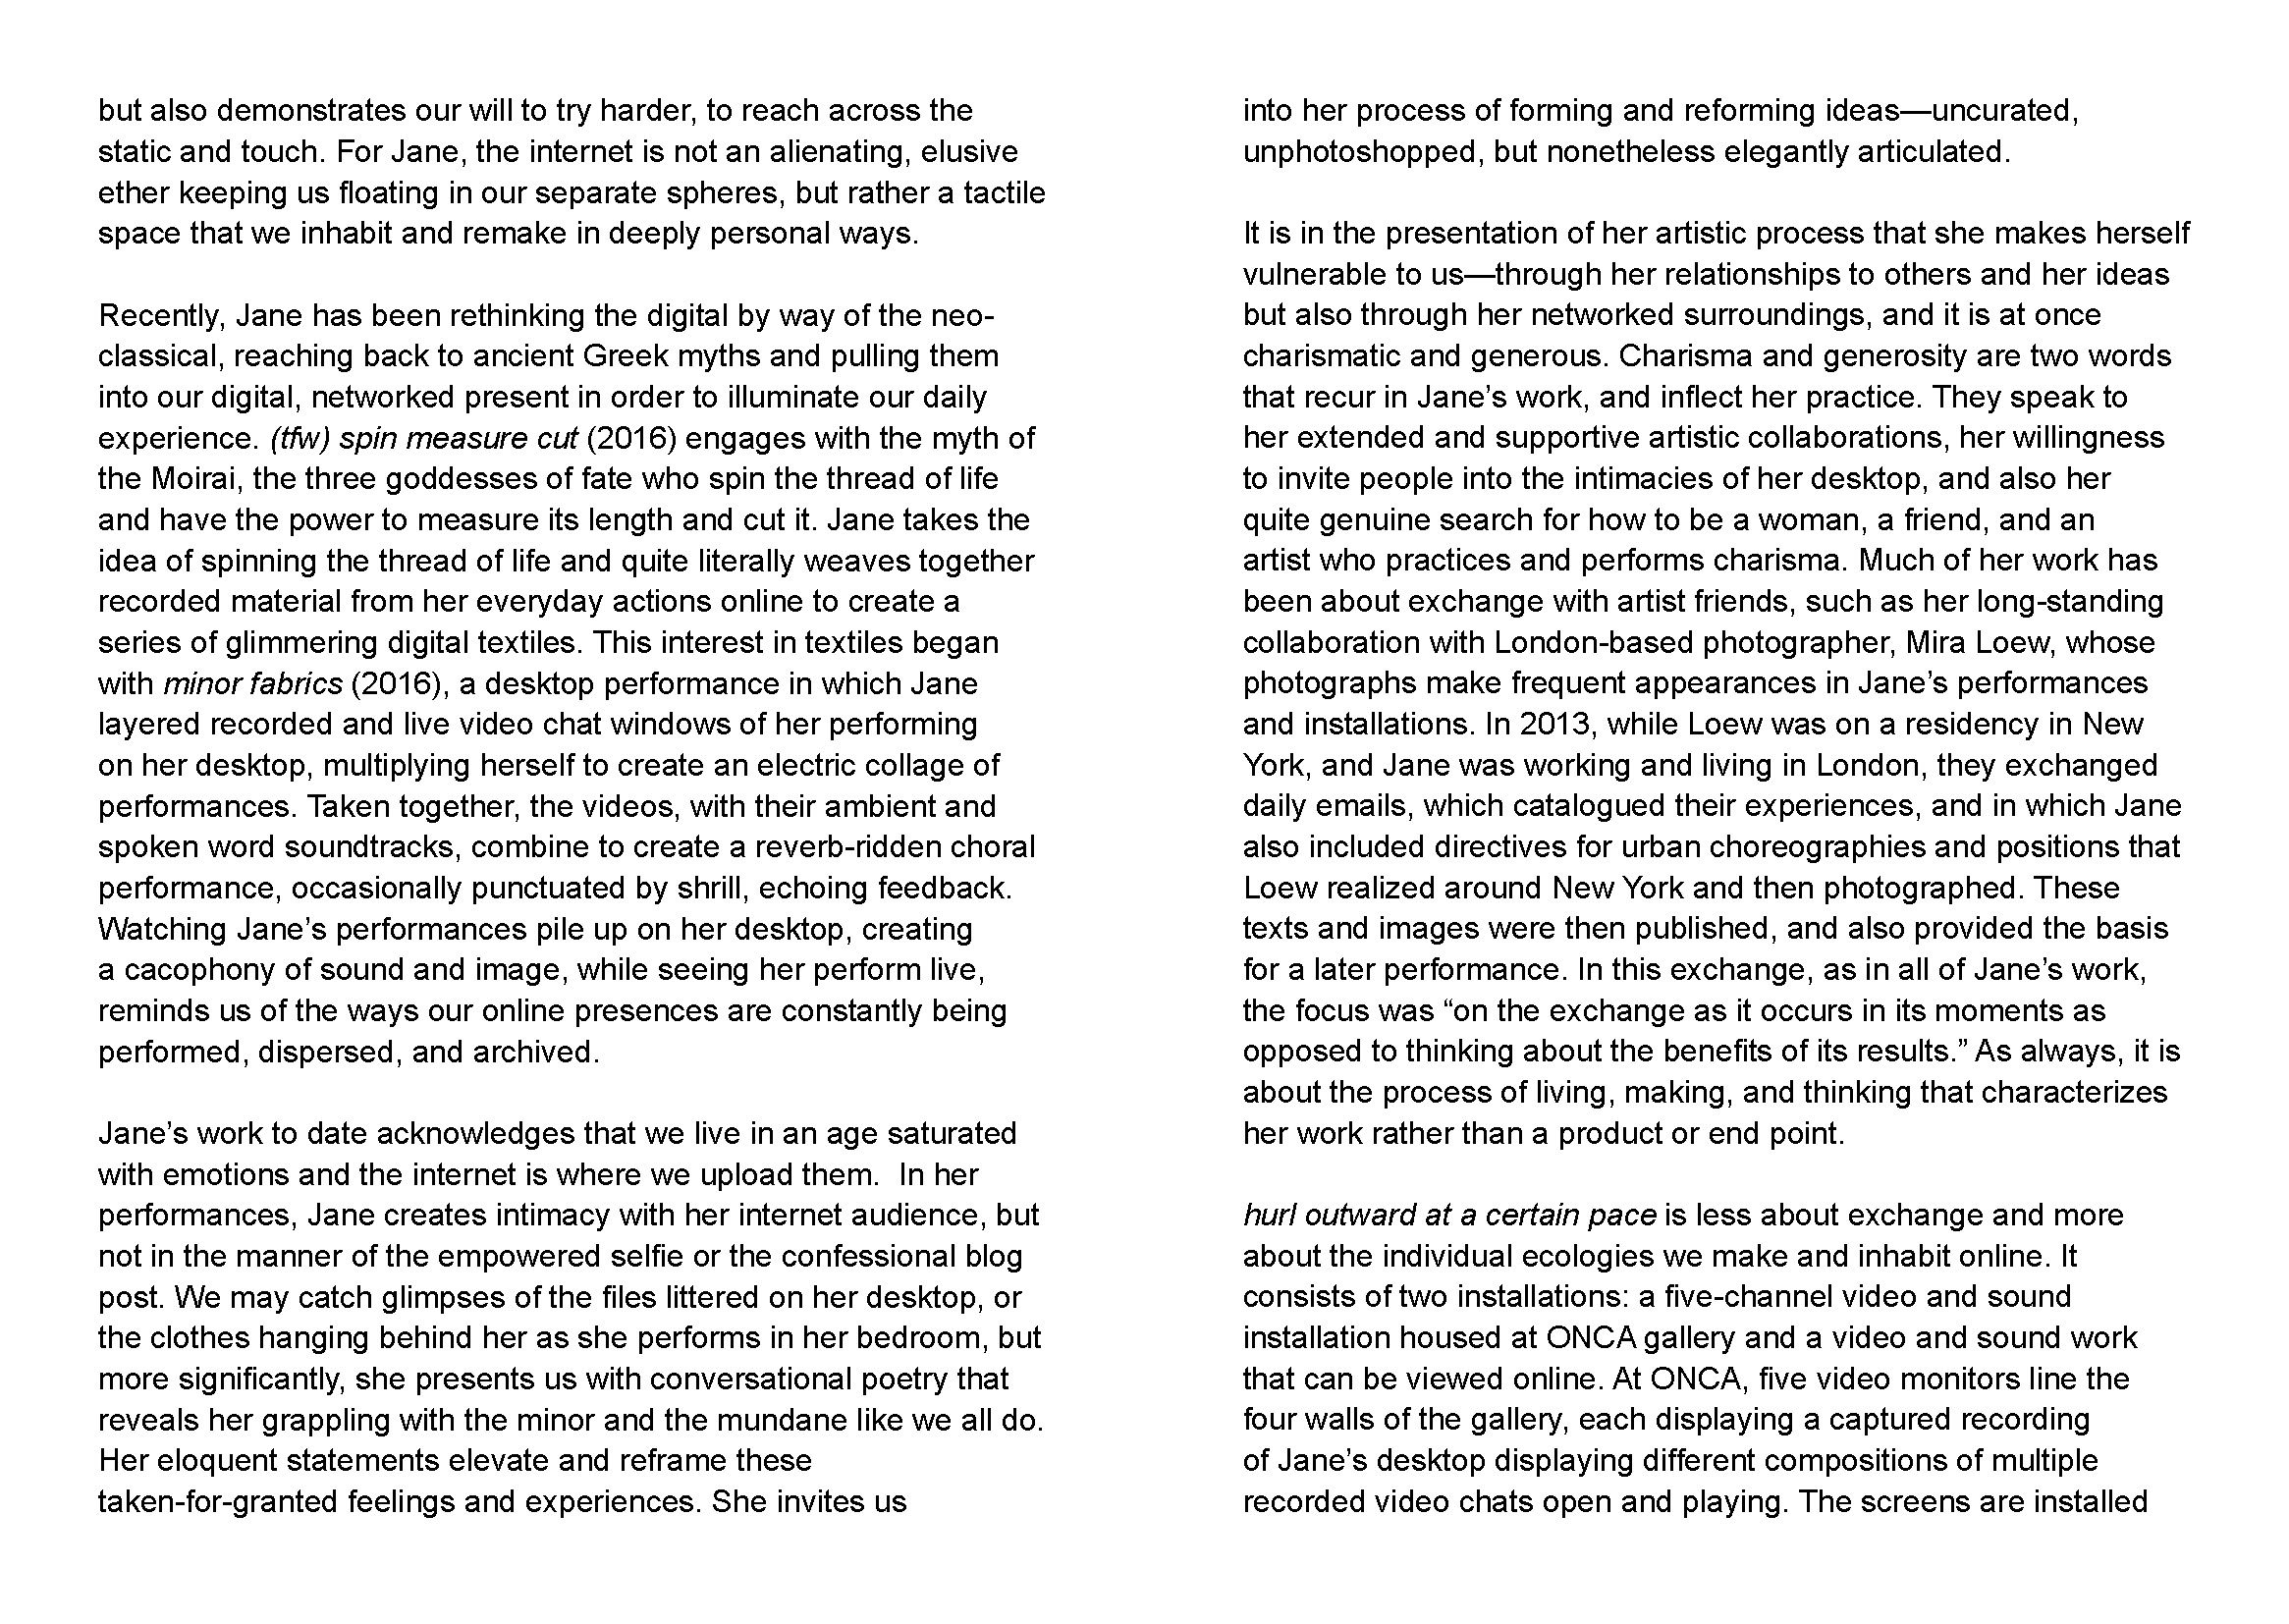 but also demonstrates our will to try harder, to reach across the
static and touch. For Jane, the internet is not an alienating, elusive
ether keeping us floating in our separate spheres, but rather a tactile
space that we inhabit and remake in deeply personal ways.
Recently, Jane has been rethinking the digital by way of the neo-
classical, reaching back to ancient Greek myths and pulling them
into our digital, networked present in order to illuminate our daily
experience. (tfw) spin measure cut (2016) engages with the myth of
the Moirai, the three goddesses of fate who spin the thread of life
and have the power to measure its length and cut it. Jane takes the
idea of spinning the thread of life and quite literally weaves together
recorded material from her everyday actions online to create a
series of glimmering digital textiles. This interest in textiles began
with minor fabrics (2016), a desktop performance in which Jane
layered recorded and live video chat windows of her performing
on her desktop, multiplying herself to create an electric collage of
performances. Taken together, the videos, with their ambient and
spoken word soundtracks, combine to create a reverb-ridden choral
performance, occasionally punctuated by shrill, echoing feedback.
Watching Jane’s performances pile up on her desktop, creating
a cacophony of sound and image, while seeing her perform live,
reminds us of the ways our online presences are constantly being
performed, dispersed, and archived.
Jane’s work to date acknowledges that we live in an age saturated
with emotions and the internet is where we upload them.  In her
performances, Jane creates intimacy with her internet audience, but
not in the manner of the empowered selfie or the confessional blog
post. We may catch glimpses of the files littered on her desktop, or
the clothes hanging behind her as she performs in her bedroom, but
more significantly, she presents us with conversational poetry that
reveals her grappling with the minor and the mundane like we all do.
Her eloquent statements elevate and reframe these
taken-for-granted feelings and experiences. She invites us
into her process of forming and reforming ideas—uncurated,
unphotoshopped, but nonetheless elegantly articulated.
It is in the presentation of her artistic process that she makes herself
vulnerable to us—through her relationships to others and her ideas
but also through her networked surroundings, and it is at once
charismatic and generous. Charisma and generosity are two words
that recur in Jane’s work, and inflect her practice. They speak to
her extended and supportive artistic collaborations, her willingness
to invite people into the intimacies of her desktop, and also her
quite genuine search for how to be a woman, a friend, and an
artist who practices and performs charisma. Much of her work has
been about exchange with artist friends, such as her long-standing
collaboration with London-based photographer, Mira Loew, whose
photographs make frequent appearances in Jane’s performances
and installations. In 2013, while Loew was on a residency in New
York, and Jane was working and living in London, they exchanged
daily emails, which catalogued their experiences, and in which Jane
also included directives for urban choreographies and positions that
Loew realized around New York and then photographed. These
texts and images were then published, and also provided the basis
for a later performance. In this exchange, as in all of Jane’s work,
the focus was “on the exchange as it occurs in its moments as
opposed to thinking about the benefits of its results.” As always, it is
about the process of living, making, and thinking that characterizes
her work rather than a product or end point.
hurl outward at a certain pace is less about exchange and more
about the individual ecologies we make and inhabit online. It
consists of two installations: a five-channel video and sound
installation housed at ONCA gallery and a video and sound work
that can be viewed online. At ONCA, five video monitors line the
four walls of the gallery, each displaying a captured recording
of Jane’s desktop displaying different compositions of multiple
recorded video chats open and playing. The screens are installed